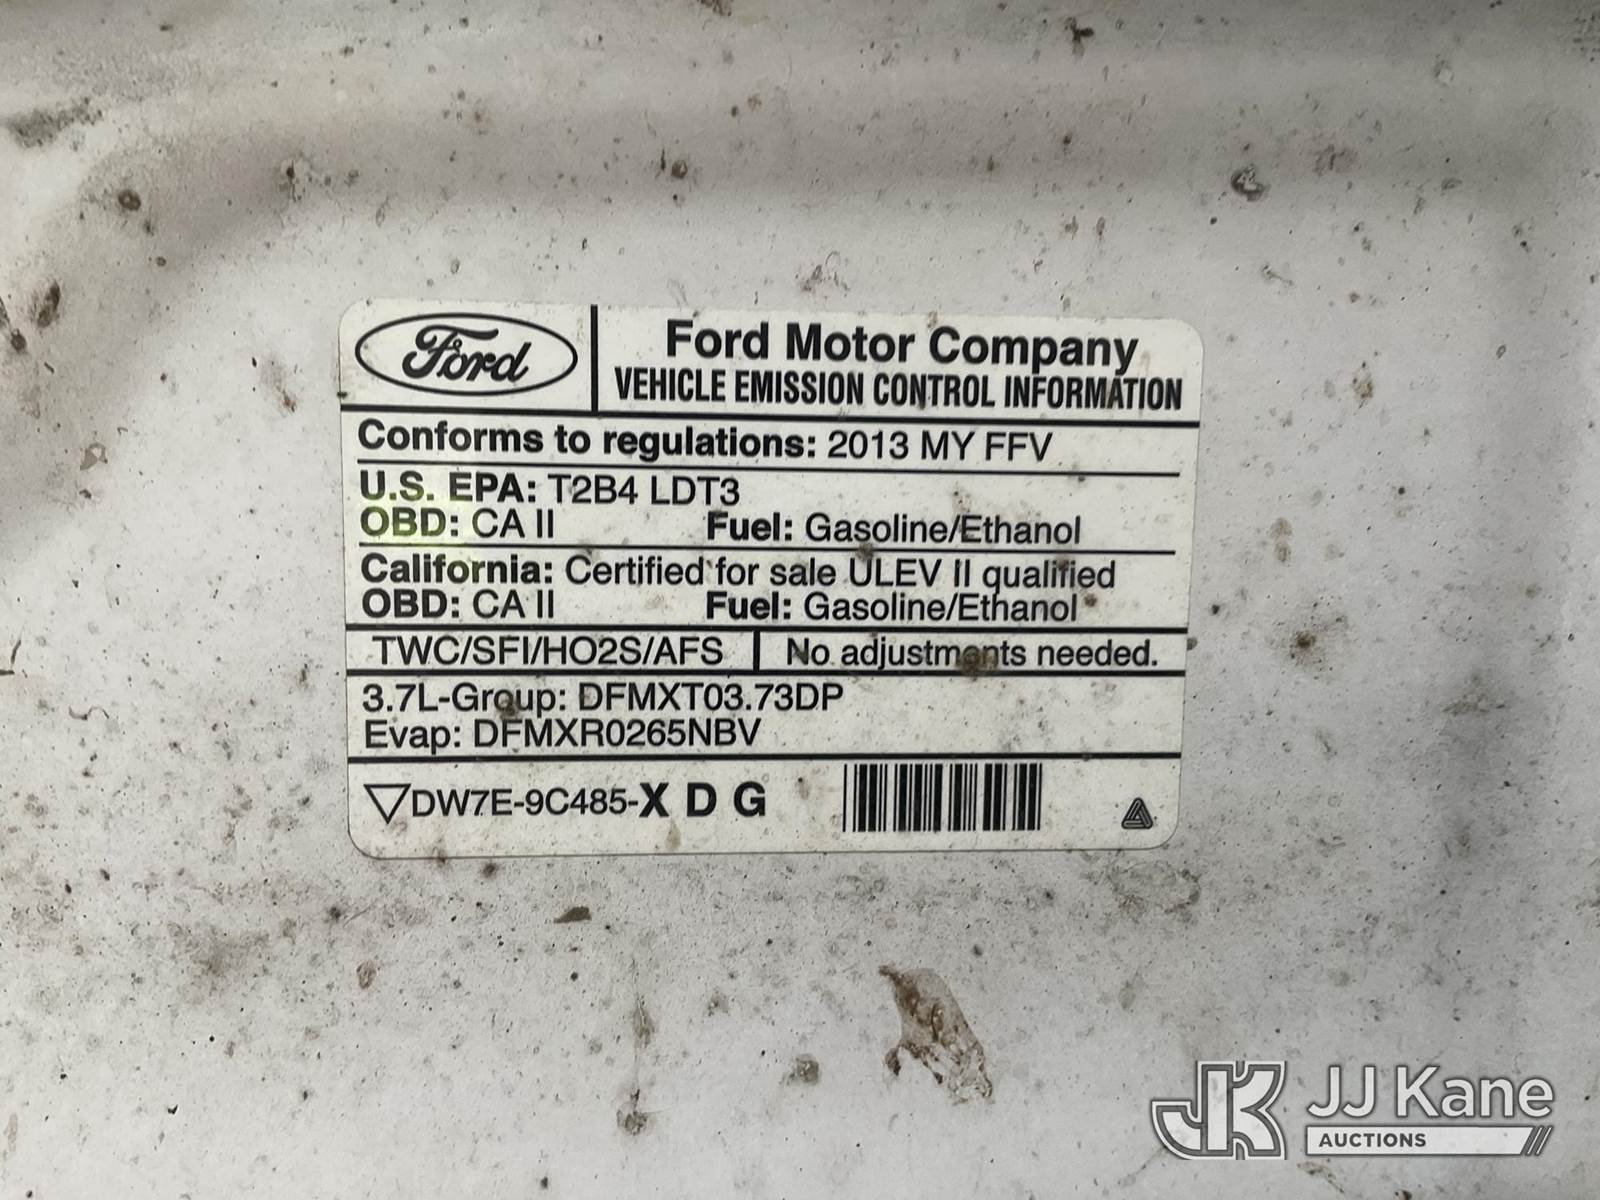 Ford
Ford Motor Company
VEHICLE EMISSION CONTROL INFORMATION
Conforms to regulations: 2013 MY FFV
U.S. EPA: T2B4 LDT3
OBD: CA II Fuel: Gasoline/Ethanol
California: Certified for sale ULEV II qualified
OBD: CA II Fuel: Gasoline/Ethanol
TWC/SFI/HO2S/AFS No adjustments needed.
3.7L-Group: DFMXT03.73DP
Evap: DFMXR0265NBV
DW7E-9C485-X D G
JK JJ Kane
AUCTIONS